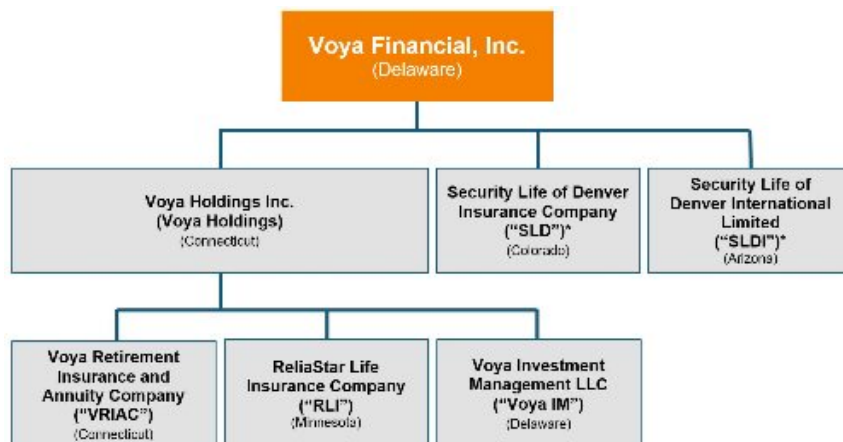 Voya Financial, Inc.
(Delaware)
Voya Holdings Inc.
(Voya Holdings)
(Connecticut)
Security Life of Denver
Insurance Company
(“SLD”)*
(Colorado)
Security Life of
Denver International
Limited
(“SLDI”)*
(Arizona)
Voya Retirement
Insurance and
Annuity Company
(“VRIAC”)
(Connecticut)
ReliaStar Life
Insurance Company
(“RLI”)
(Minnesota)
Voya Investment
Management LLC
(“Voya IM”)
(Delaware)